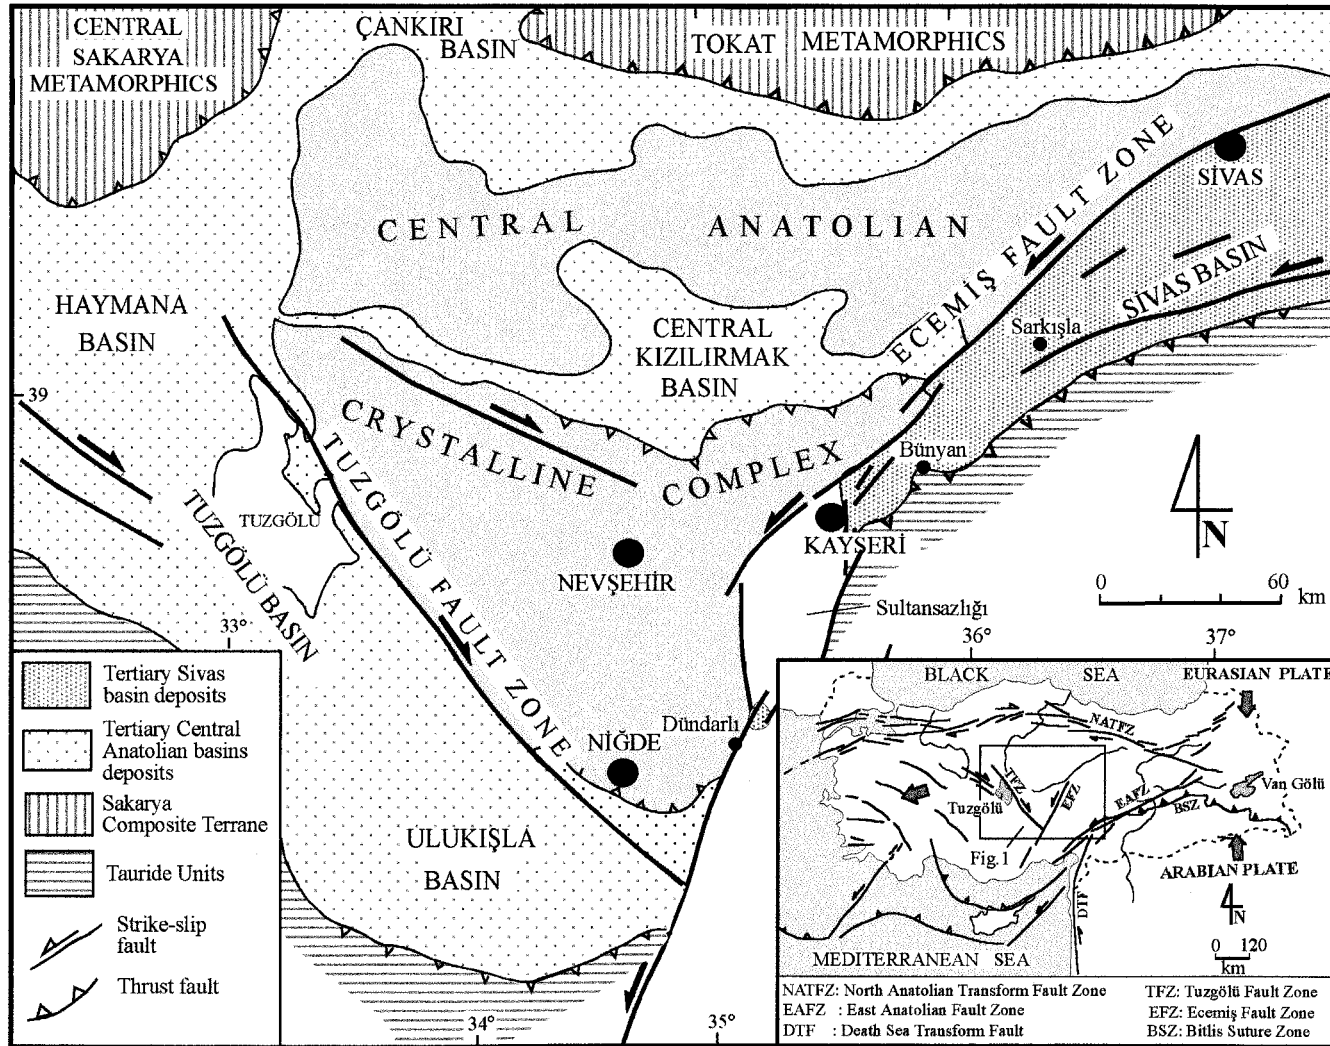 CENTRAL
SAKARYA
METAMORPHICS
ÇANKIRI
BASIN
TOKAT METAMORPHICS
CENTRAL ANATOLIAN
CRYSTALLINE COMPLEX
ECEMİŞ FAULT ZONE
SİVAS
SİVAS BASIN
Sarkışla
HAYMANA
BASIN
CENTRAL
KIZILIRMAK
BASIN
39
Bünyan
TUZGÖLÜ
TUZGÖLÜ BASIN
TUZGÖLÜ FAULT ZONE
KAYSERİ
NEVŞEHİR
N
0 60 km
Sultansazlığı
33°
36°
37°
Dündarlı
NİĞDE
ULUKIŞLA
BASIN
34°
35°
Tertiary Sivas
basin deposits
Tertiary Central
Anatolian basins
deposits
Sakarya
Composite Terrane
Tauride Units
Strike-slip
fault
Thrust fault
BLACK SEA
EURASIAN PLATE
NATFZ
TFZ
EFZ
EAFZ
BSZ
Van Gölü
Tuzgölü
Fig.1
ARABIAN PLATE
DTF
N
0 120
km
MEDITERRANEAN SEA
NATFZ: North Anatolian Transform Fault Zone
EAFZ : East Anatolian Fault Zone
DTF : Death Sea Transform Fault
TFZ: Tuzgölü Fault Zone
EFZ: Ecemiş Fault Zone
BSZ: Bitlis Suture Zone